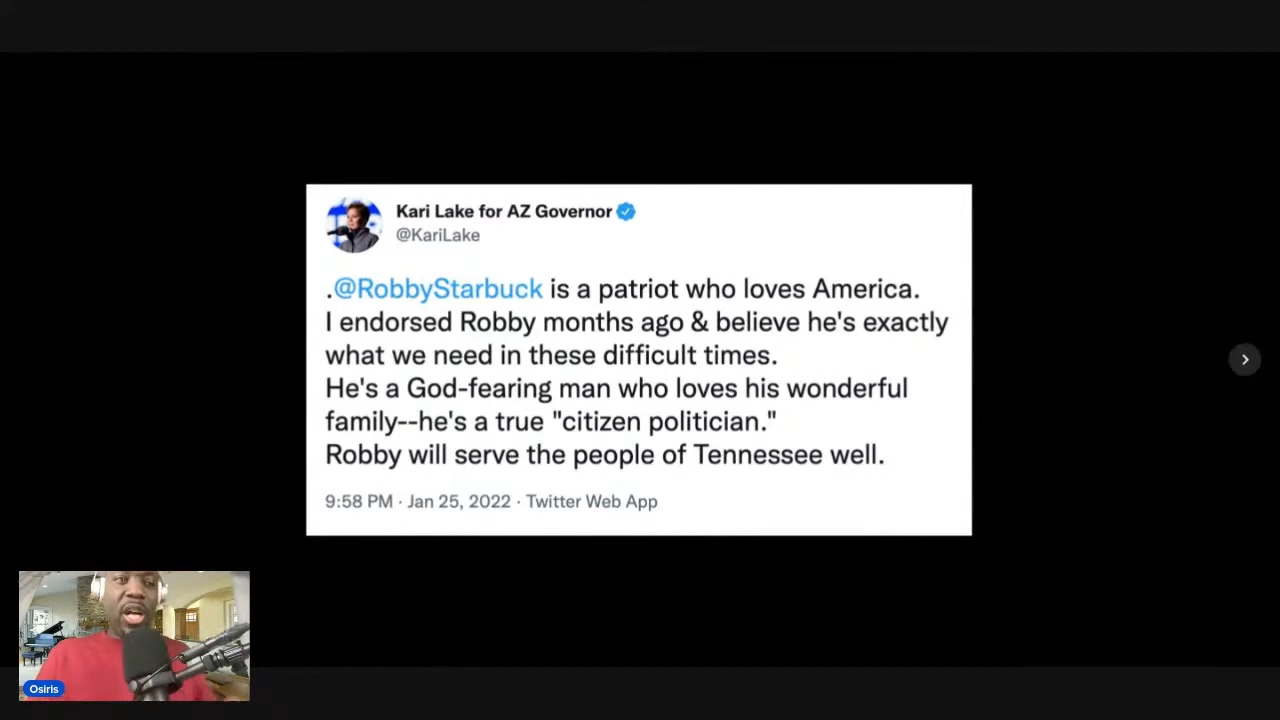 Kari Lake for AZ Governor
@KariLake
.@RobbyStarbuck is a patriot who loves America.
I endorsed Robby months ago & believe he's exactly
what we need in these difficult times.
He's a God-fearing man who loves his wonderful
family--he's a true "citizen politician."
Robby will serve the people of Tennessee well.
9:58 PM · Jan 25, 2022 · Twitter Web App
Osiris